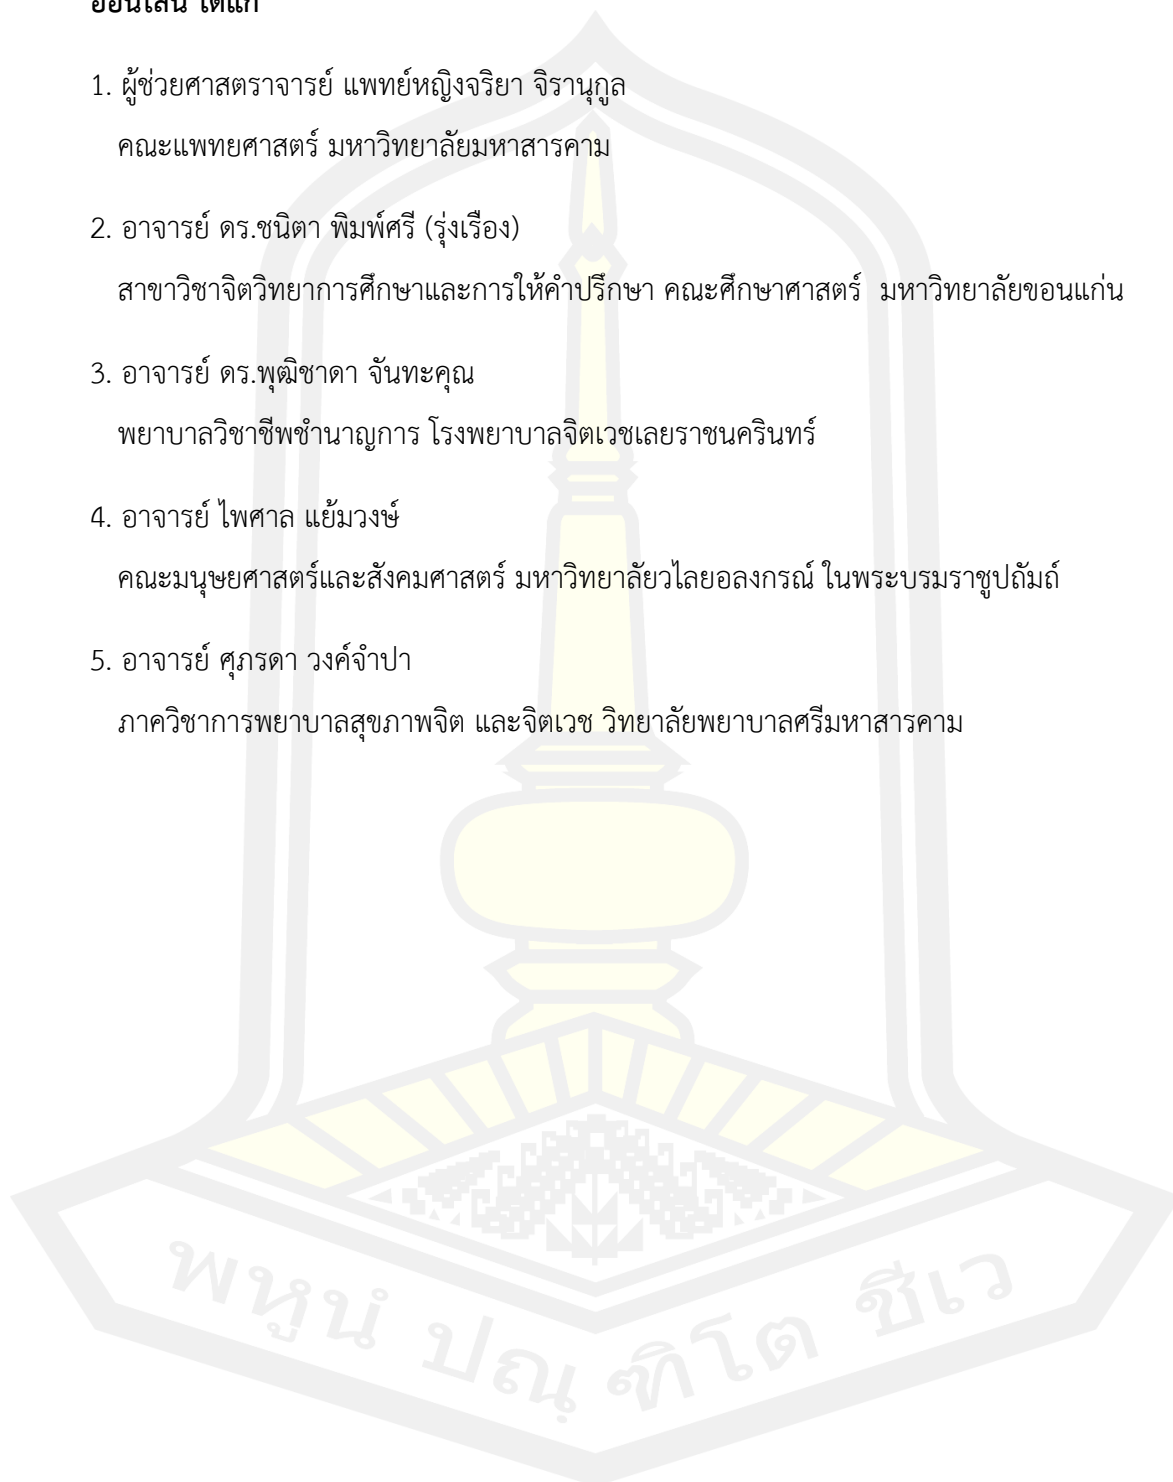 ออนไลน์ ได้แก่
1. ผู้ช่วยศาสตราจารย์ แพทย์หญิงจริยา จิรานุกูล
คณะแพทยศาสตร์ มหาวิทยาลัยมหาสารคาม
2. อาจารย์ ดร.ชนิตา พิมพ์ศรี (รุ่งเรือง)
สาขาวิชาจิตวิทยาการศึกษาและการให้คำปรึกษา คณะศึกษาศาสตร์ มหาวิทยาลัยขอนแก่น
3. อาจารย์ ดร.พุฒิชาดา จันทะคุณ
พยาบาลวิชาชีพชำนาญการ โรงพยาบาลจิตเวชเลยราชนครินทร์
4. อาจารย์ ไพศาล แย้มวงษ์
คณะมนุษยศาสตร์และสังคมศาสตร์ มหาวิทยาลัยวไลยอลงกรณ์ ในพระบรมราชูปถัมถ์
5. อาจารย์ ศุภรดา วงค์จำปา
ภาควิชาการพยาบาลสุขภาพจิต และจิตเวช วิทยาลัยพยาบาลศรีมหาสารคาม
พหูนํ ปณฺฑิโต ชีเว